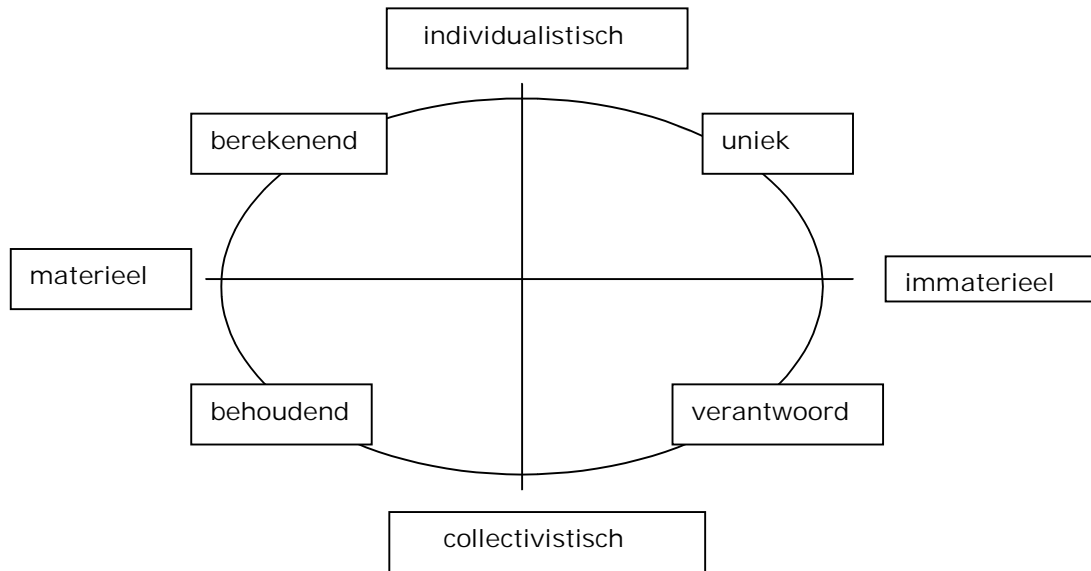 individualistisch
berekenend
uniek
materieel
immaterieel
behoudend
verantwoord
collectivistisch